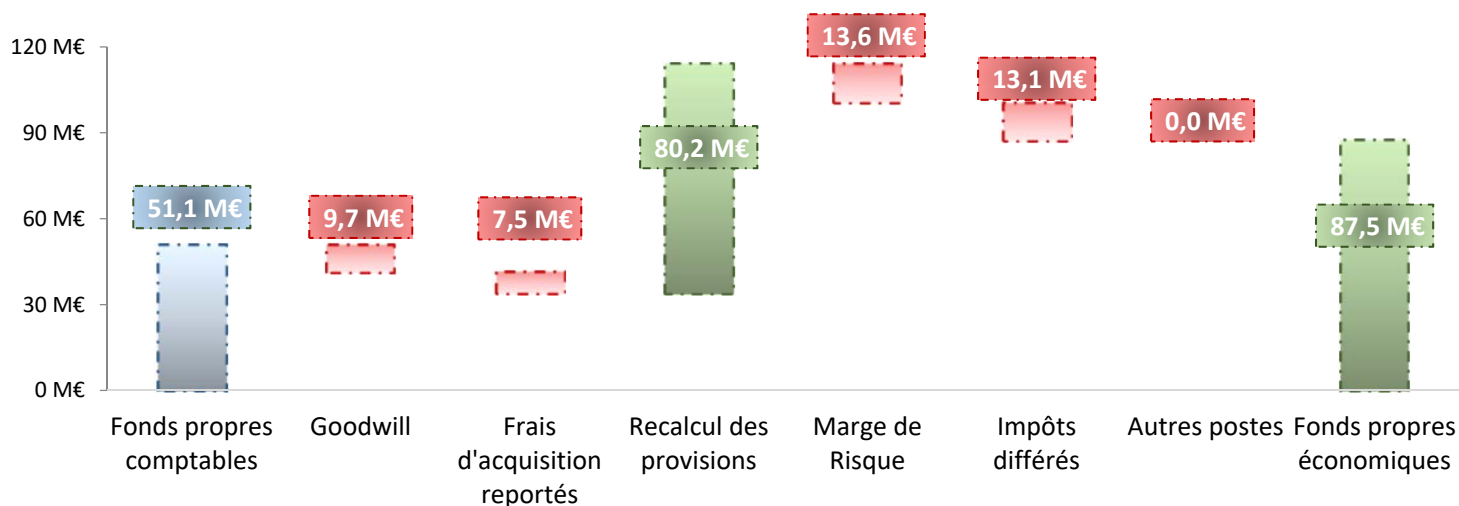 120 M€
90 M€
60 M€
30 M€
0 M€
51,1 M€
9,7 M€
7,5 M€
80,2 M€
13,6 M€
13,1 M€
0,0 M€
87,5 M€
Fonds propres
comptables
Goodwill
Frais
d'acquisition
reportés
Recalcul des
provisions
Marge de
Risque
Impôts
différés
Autres postes
Fonds propres
économiques